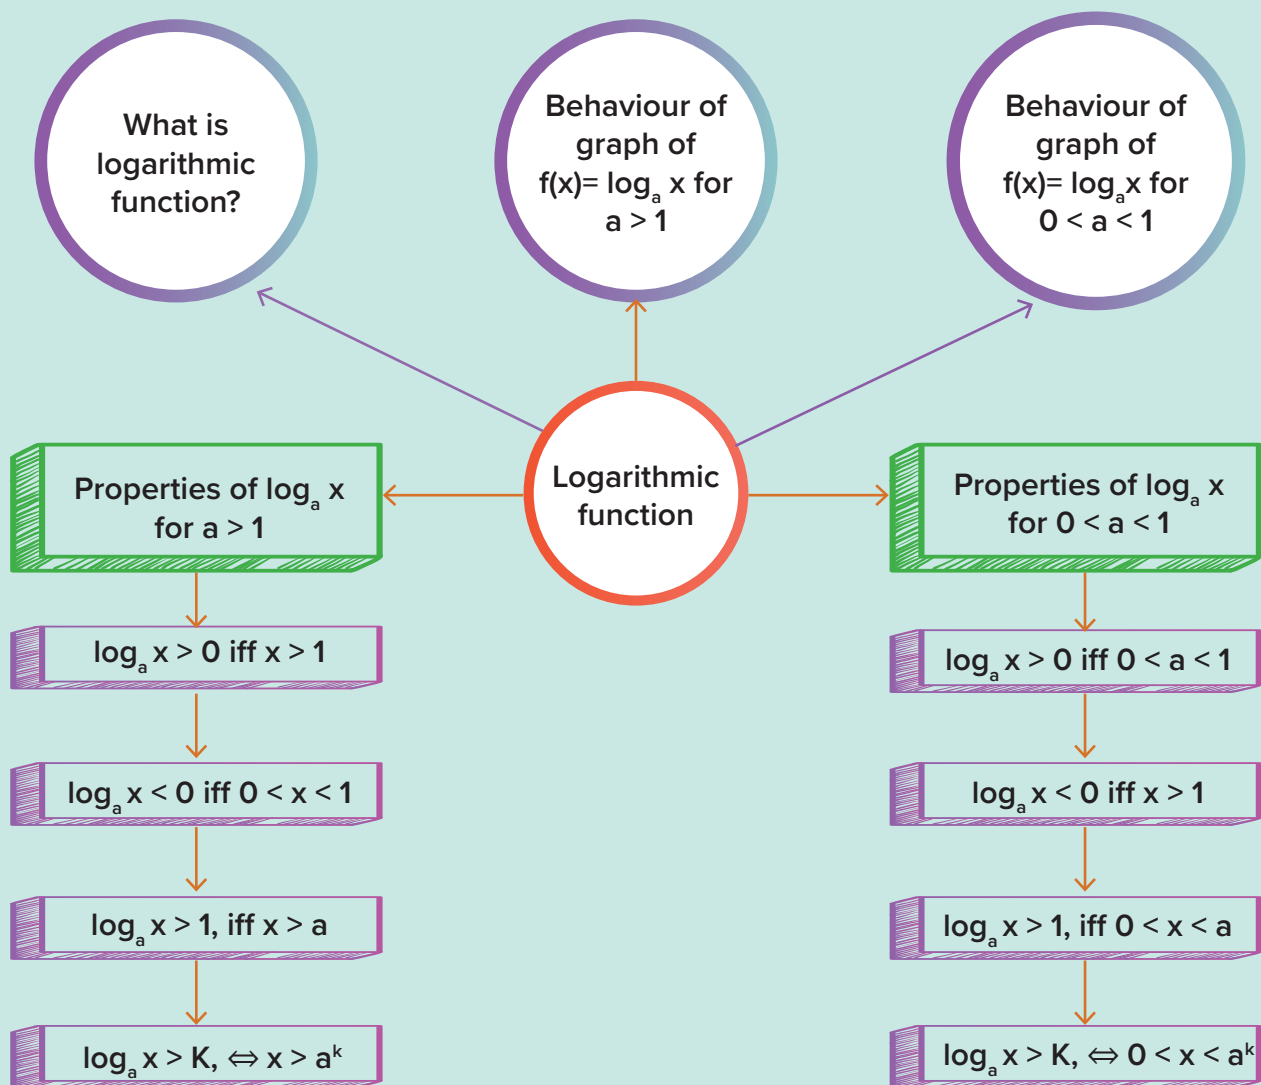 What is
logarithmic
function?
Behaviour of
graph of
f(x)= logₐ x for
a > 1
Behaviour of
graph of
f(x)= logₐx for
0 < a < 1
Logarithmic
function
Properties of logₐ x
for a > 1
logₐ x > 0 iff x > 1
logₐ x < 0 iff 0 < x < 1
logₐ x > 1, iff x > a
logₐ x > K, ⇔ x > aᵏ
Properties of logₐ x
for 0 < a < 1
logₐ x > 0 iff 0 < a < 1
logₐ x < 0 iff x > 1
logₐ x > 1, iff 0 < x < a
logₐ x > K, ⇔ 0 < x < aᵏ